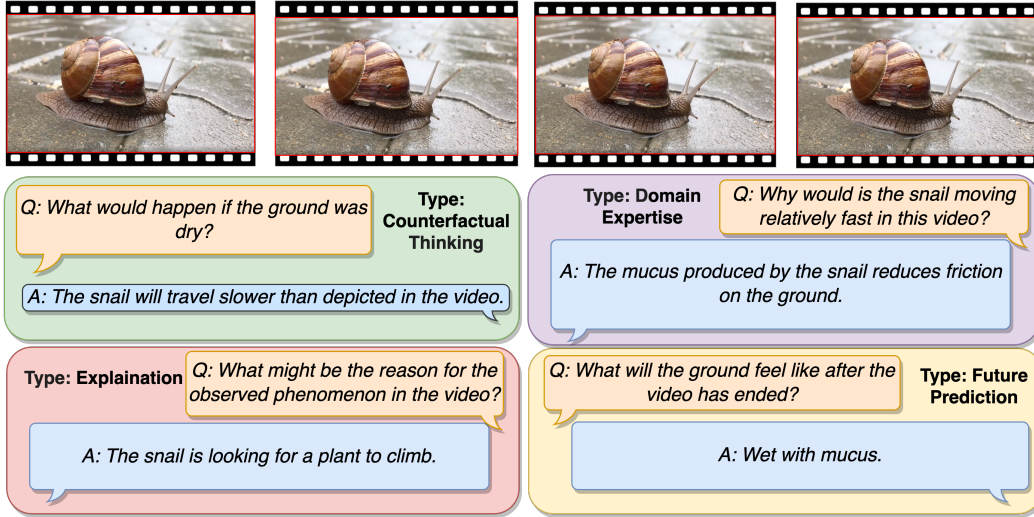 Q: What would happen if the ground was
dry?
Type:
Counterfactual
Thinking
A: The snail will travel slower than depicted in the video.
Type: Domain
Expertise
Q: Why would is the snail moving
relatively fast in this video?
A: The mucus produced by the snail reduces friction
on the ground.
Type: Explaination
Q: What might be the reason for the
observed phenomenon in the video?
A: The snail is looking for a plant to climb.
Q: What will the ground feel like after the
video has ended?
Type: Future
Prediction
A: Wet with mucus.